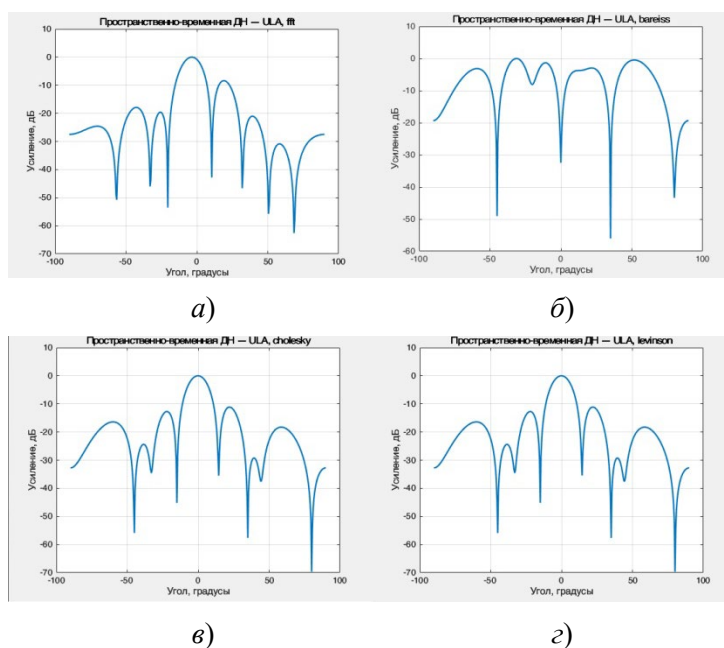 Пространственно-временная ДН — ULA, fft
10
0
-10
-20
-30
-40
-50
-60
-70
Усиление, дБ
-100 -50 0 50 100
Угол, градусы
а)
Пространственно-временная ДН — ULA, bareiss
10
0
-10
-20
-30
-40
-50
-60
Усиление, дБ
-100 -50 0 50 100
Угол, градусы
б)
Пространственно-временная ДН — ULA, cholesky
10
0
-10
-20
-30
-40
-50
-60
-70
Усиление, дБ
-100 -50 0 50 100
Угол, градусы
в)
Пространственно-временная ДН — ULA, levinson
10
0
-10
-20
-30
-40
-50
-60
-70
Усиление, дБ
-100 -50 0 50 100
Угол, градусы
г)